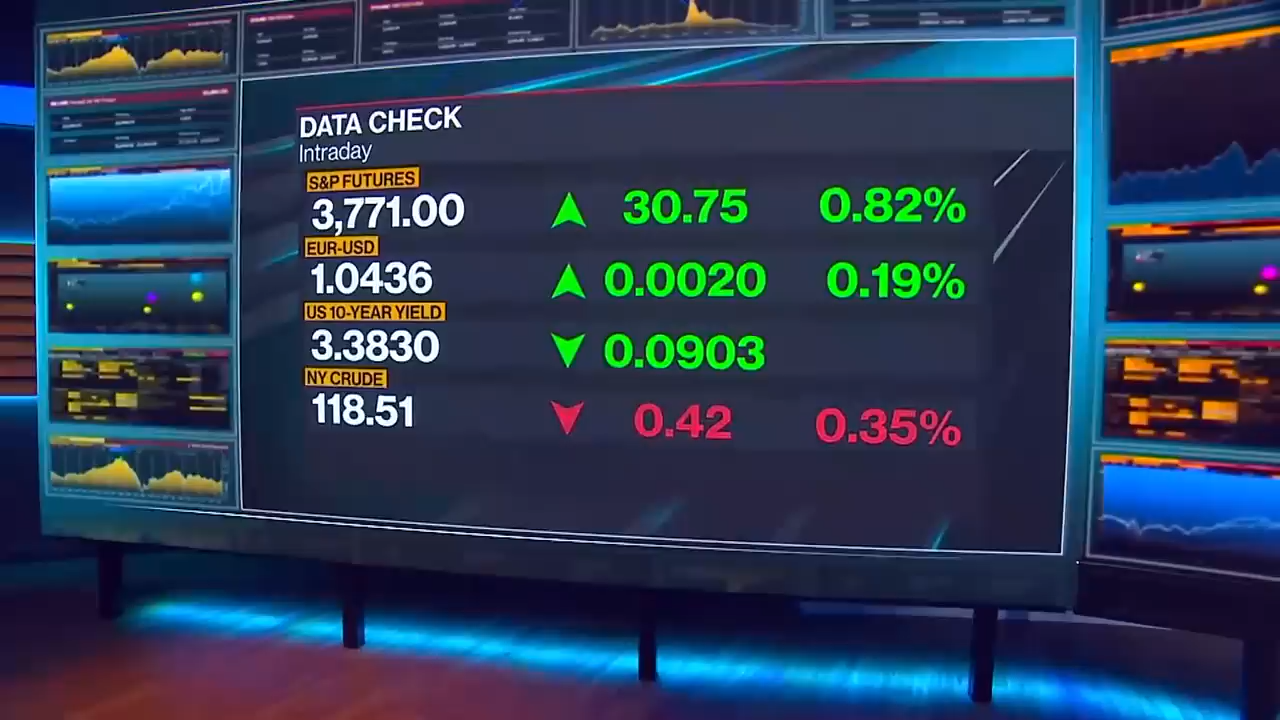 DATA CHECK
Intraday
S&P FUTURES
3,771.00 ▲ 30.75 0.82%
EUR-USD
1.0436 ▲ 0.0020 0.19%
US 10-YEAR YIELD
3.3830 ▼ 0.0903
NY CRUDE
118.51 ▼ 0.42 0.35%